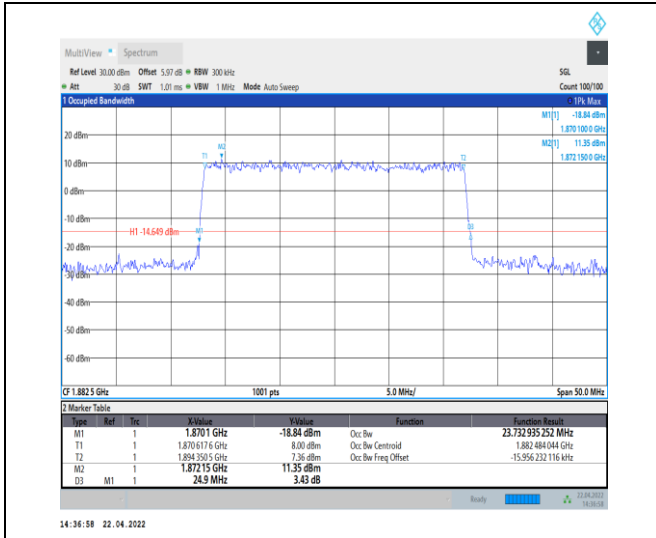 MultiView Spectrum
Ref Level 30.00 dBm Offset 5.97 dB RBW 300 kHz SGL
Att 30 dB SWT 1.01 ms VBW 1 MHz Mode Auto Sweep Count 100/100
1 Occupied Bandwidth 1Pk Max
M1[1] -18.84 dBm
1.870 100 0 GHz
M2[1] 11.35 dBm
1.872 150 0 GHz
20 dBm
M2
T1 T2
10 dBm
0 dBm
-10 dBm
H1 -14.649 dBm M1 D3
-20 dBm
-30 dBm
-40 dBm
-50 dBm
-60 dBm
CF 1.882 5 GHz 1001 pts 5.0 MHz/ Span 50.0 MHz
2 Marker Table
Type Ref Trc X-Value Y-Value Function Function Result
M1 1 1.8701 GHz -18.84 dBm Occ Bw 23.732 935 252 MHz
T1 1 1.870 617 6 GHz 8.00 dBm Occ Bw Centroid 1.882 484 044 GHz
T2 1 1.894 350 5 GHz 7.36 dBm Occ Bw Freq Offset -15.956 232 116 kHz
M2 1 1.872 15 GHz 11.35 dBm
D3 M1 1 24.9 MHz 3.43 dB
Ready 22.04.2022
14:36:58
14:36:58 22.04.2022